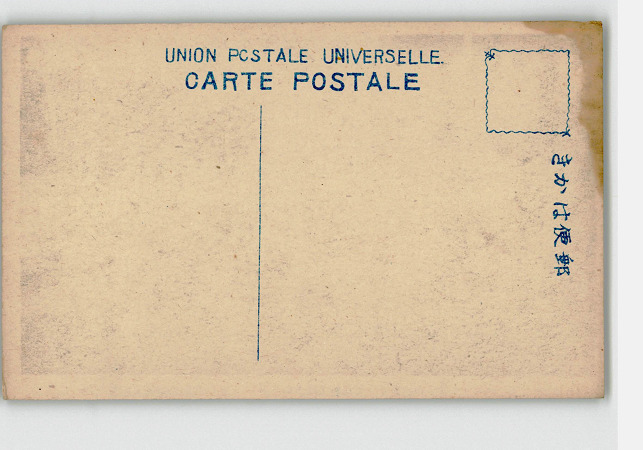 UNION POSTALE UNIVERSELLE.
CARTE POSTALE
きかは便郵